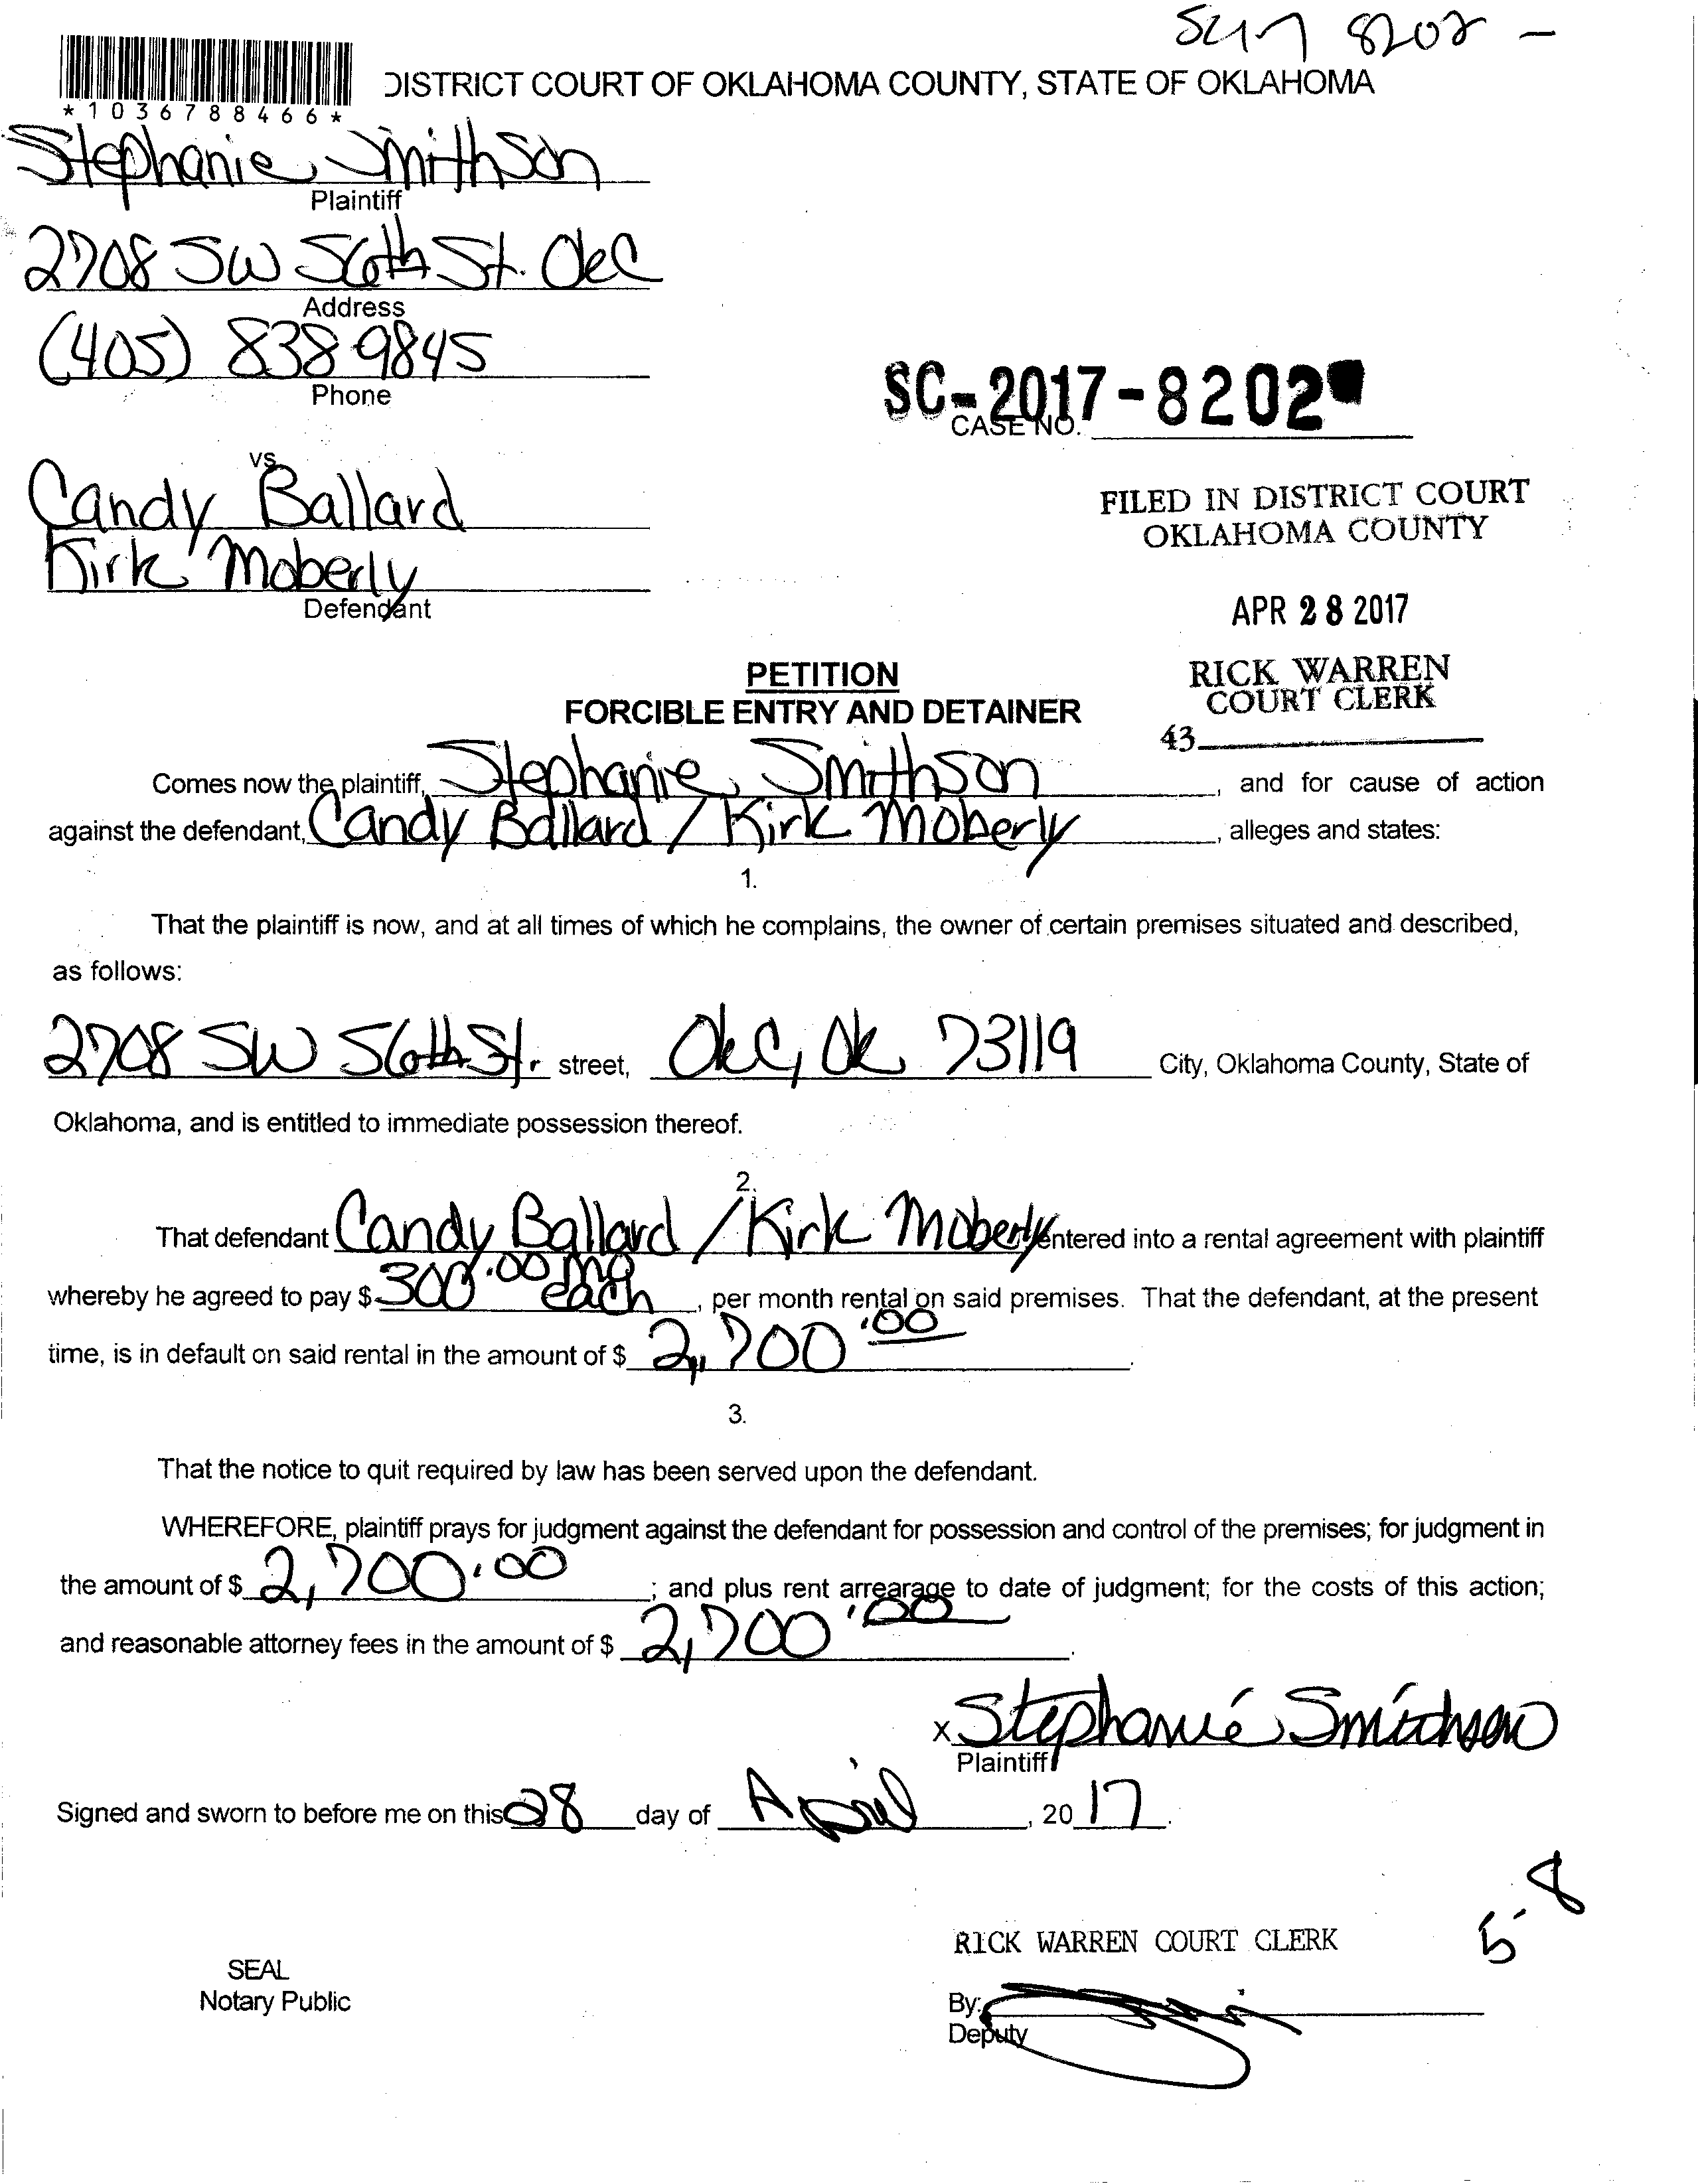 SC17 8202 -
*1036788466*
DISTRICT COURT OF OKLAHOMA COUNTY, STATE OF OKLAHOMA
Stephanie Smithson
Plaintiff
2708 SW 56th St. OKC
Address
(405) 838 9845
Phone
SC-2017-8202
CASE NO.
vs
Candy Ballard
Kirk Moberly
Defendant
FILED IN DISTRICT COURT
OKLAHOMA COUNTY
APR 28 2017
RICK WARREN
COURT CLERK
43
PETITION
FORCIBLE ENTRY AND DETAINER
Comes now the plaintiff, Stephanie Smithson, and for cause of action
against the defendant, Candy Ballard / Kirk Moberly, alleges and states:
1.
That the plaintiff is now, and at all times of which he complains, the owner of certain premises situated and described,
as follows:
2708 SW 56th St. street, OKC, OK 73119 City, Oklahoma County, State of
Oklahoma, and is entitled to immediate possession thereof.
2.
That defendant Candy Ballard / Kirk Moberly entered into a rental agreement with plaintiff
whereby he agreed to pay $ 300.00 mo each, per month rental on said premises. That the defendant, at the present
time, is in default on said rental in the amount of $ 2,700.00.
3.
That the notice to quit required by law has been served upon the defendant.
WHEREFORE, plaintiff prays for judgment against the defendant for possession and control of the premises; for judgment in
the amount of $ 2,700.00; and plus rent arrearage to date of judgment; for the costs of this action;
and reasonable attorney fees in the amount of $ 2,700.00.
x Stephanie Smithson
Plaintiff
Signed and sworn to before me on this 28 day of April, 2017.
5-8
RICK WARREN COURT CLERK
SEAL
Notary Public
By:
Deputy